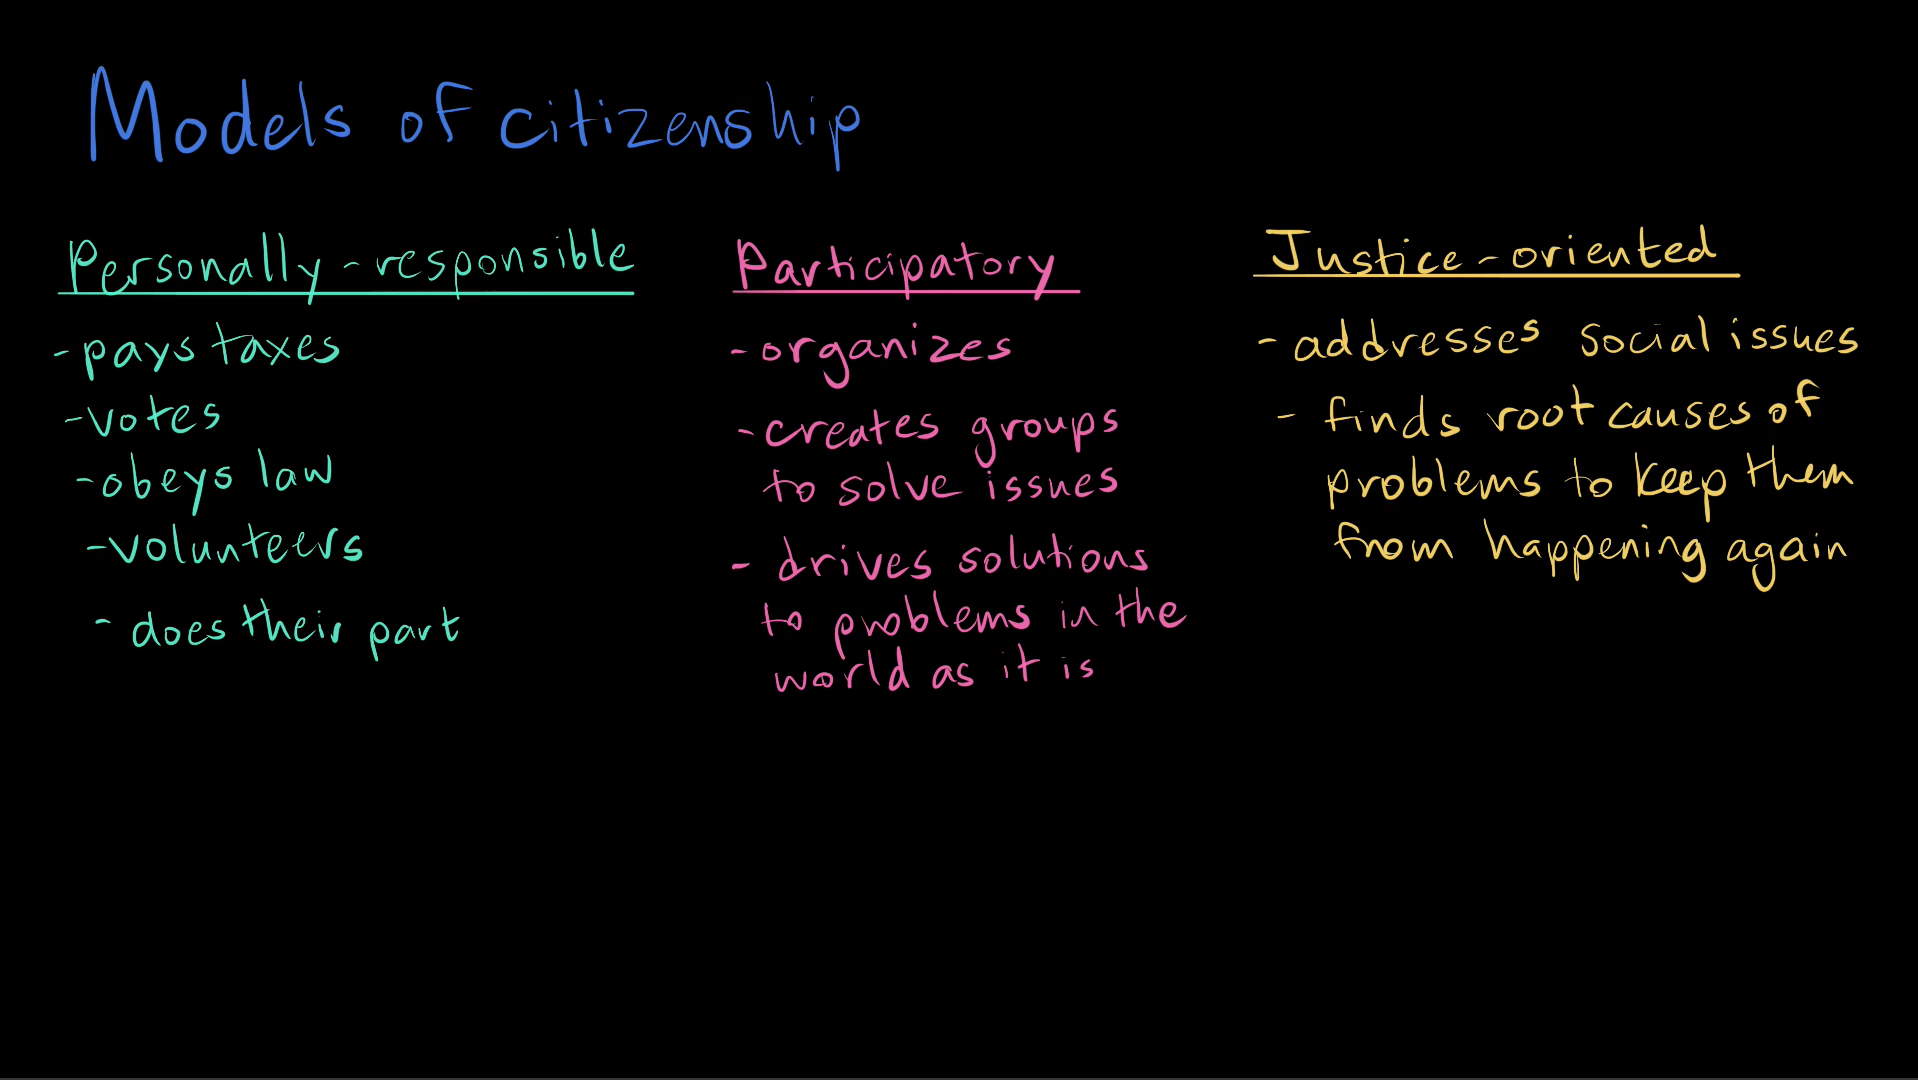 Models of citizenship
Personally-responsible
-pays taxes
-votes
-obeys law
-volunteers
- does their part
Participatory
-organizes
-creates groups
to solve issues
- drives solutions
to problems in the
world as it is
Justice-oriented
-addresses social issues
- finds root causes of
problems to keep them
from happening again